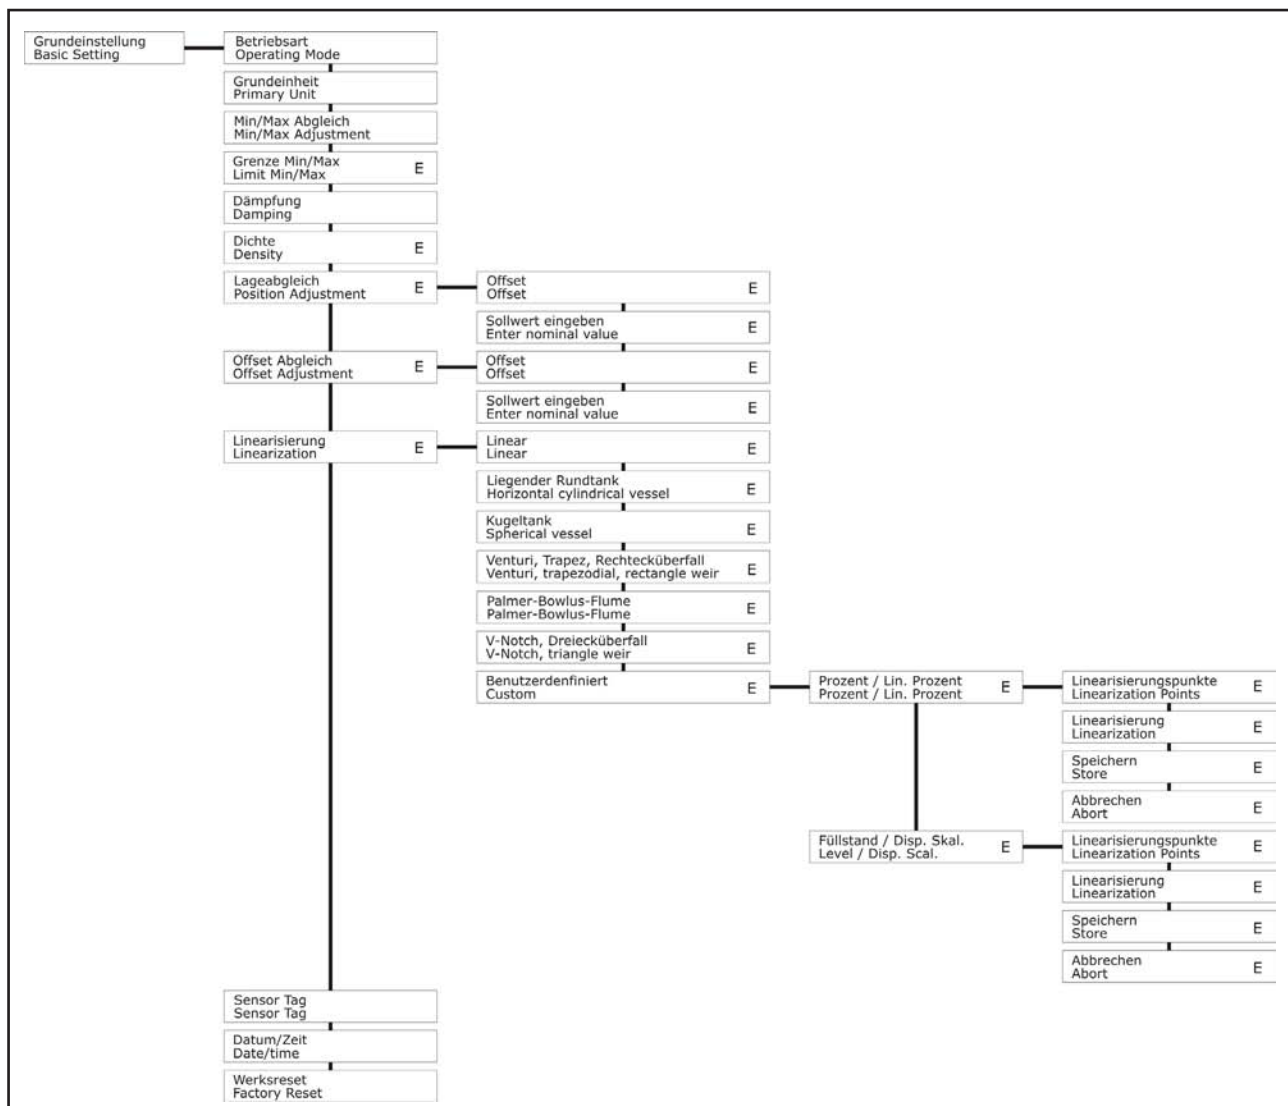 Grundeinstellung
Basic Setting
Betriebsart
Operating Mode
Grundeinheit
Primary Unit
Min/Max Abgleich
Min/Max Adjustment
Grenze Min/Max
Limit Min/Max
E
Dämpfung
Damping
Dichte
Density
E
Lageabgleich
Position Adjustment
E
Offset
Offset
E
Sollwert eingeben
Enter nominal value
E
Offset Abgleich
Offset Adjustment
E
Offset
Offset
E
Sollwert eingeben
Enter nominal value
E
Linearisierung
Linearization
E
Linear
Linear
E
Liegender Rundtank
Horizontal cylindrical vessel
E
Kugeltank
Spherical vessel
E
Venturi, Trapez, Rechtecküberfall
Venturi, trapezodial, rectangle weir
E
Palmer-Bowlus-Flume
Palmer-Bowlus-Flume
E
V-Notch, Dreiecküberfall
V-Notch, triangle weir
E
Benutzerdenfiniert
Custom
E
Prozent / Lin. Prozent
Prozent / Lin. Prozent
E
Linearisierungspunkte
Linearization Points
E
Linearisierung
Linearization
E
Speichern
Store
E
Abbrechen
Abort
E
Füllstand / Disp. Skal.
Level / Disp. Scal.
E
Linearisierungspunkte
Linearization Points
E
Linearisierung
Linearization
E
Speichern
Store
E
Abbrechen
Abort
E
Sensor Tag
Sensor Tag
Datum/Zeit
Date/time
Werksreset
Factory Reset